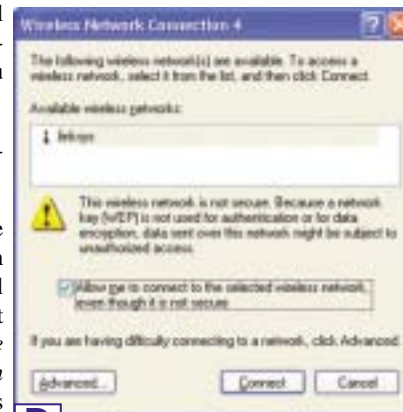 Wireless Network Connection 4
The following wireless network(s) are available. To access a
wireless network, select it from the list, and then click Connect.
Available wireless networks:
linksys
This wireless network is not secure. Because a network
key (WEP) is not used for authentication or for data
encryption, data sent over this network might be subject to
unauthorized access.
Allow me to connect to the selected wireless network,
even though it is not secure
If you are having difficulty connecting to a network, click Advanced.
Advanced... Connect Cancel